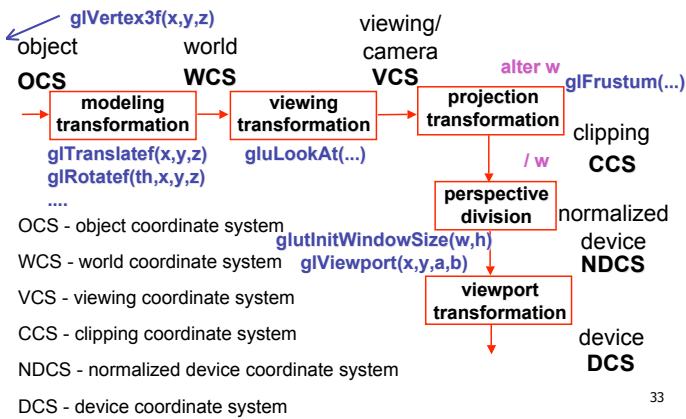 glVertex3f(x,y,z)
object
OCS
world
WCS
viewing/
camera
VCS
alter w
glFrustum(...)
modeling
transformation
viewing
transformation
projection
transformation
glTranslatef(x,y,z)
glRotatef(th,x,y,z)
....
gluLookAt(...)
clipping
CCS
/ w
perspective
division
normalized
device
NDCS
glutInitWindowSize(w,h)
glViewport(x,y,a,b)
viewport
transformation
device
DCS
OCS - object coordinate system
WCS - world coordinate system
VCS - viewing coordinate system
CCS - clipping coordinate system
NDCS - normalized device coordinate system
DCS - device coordinate system
33